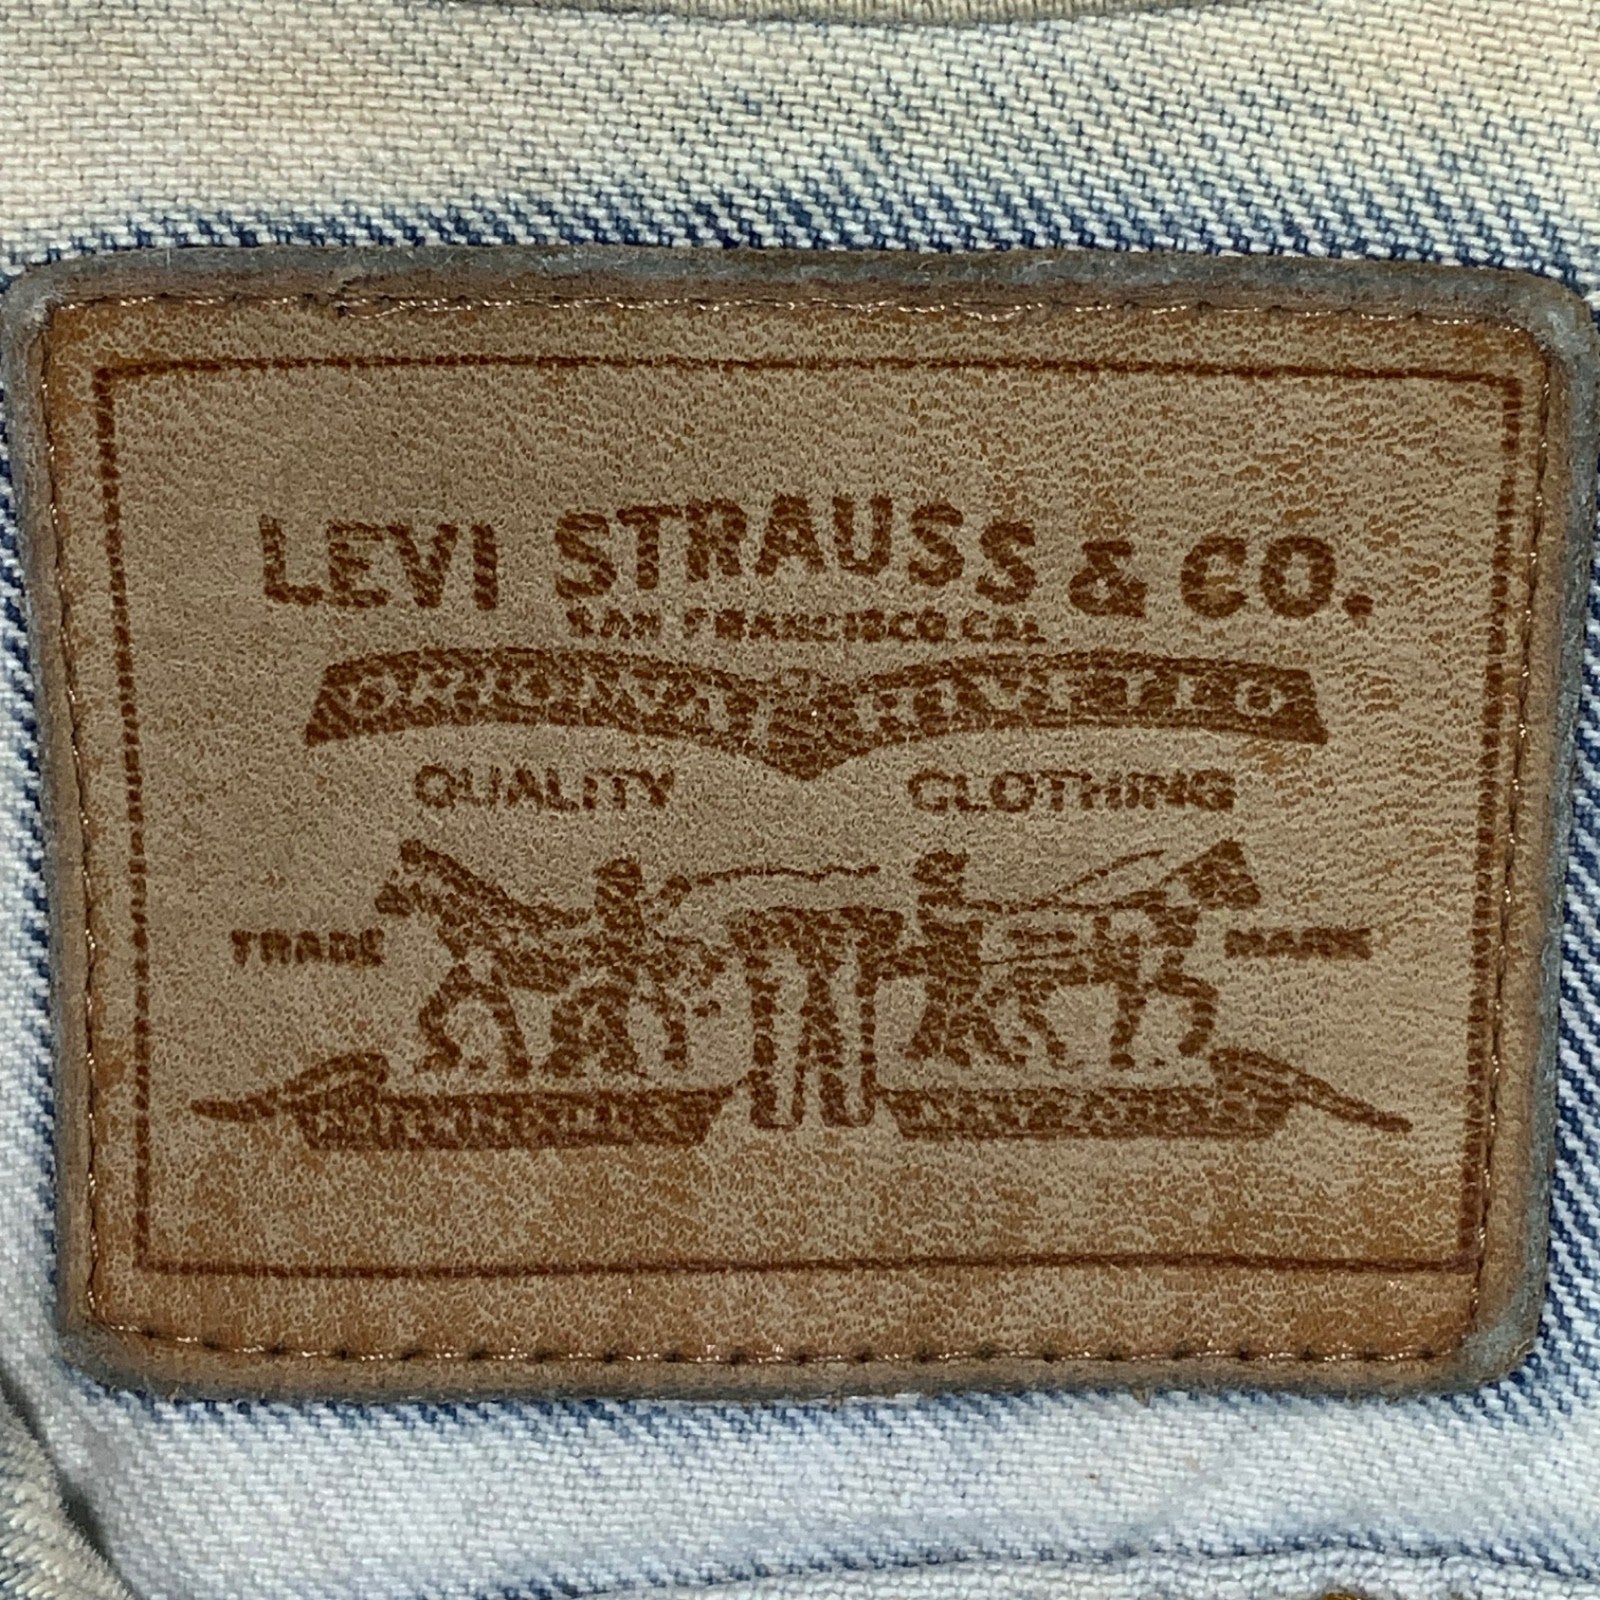 LEVI STRAUSS & CO.
SAN FRANCISCO CAL
QUALITY CLOTHING
TRADE MARK